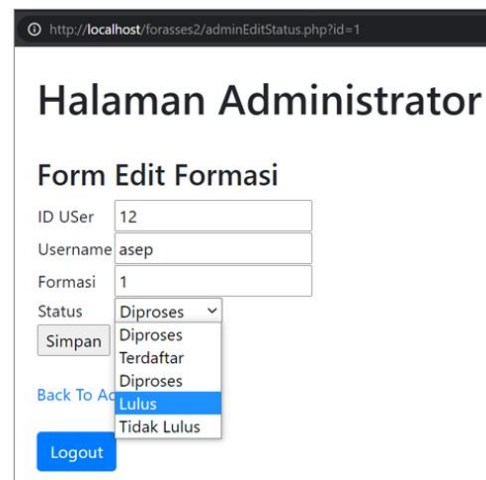 http://localhost/forasses2/adminEditStatus.php?id=1
Halaman Administrator
Form Edit Formasi
ID USer 12
Username asep
Formasi 1
Status Diproses
Simpan Diproses
Terdaftar
Diproses
Back To Ad
Lulus
Tidak Lulus
Logout